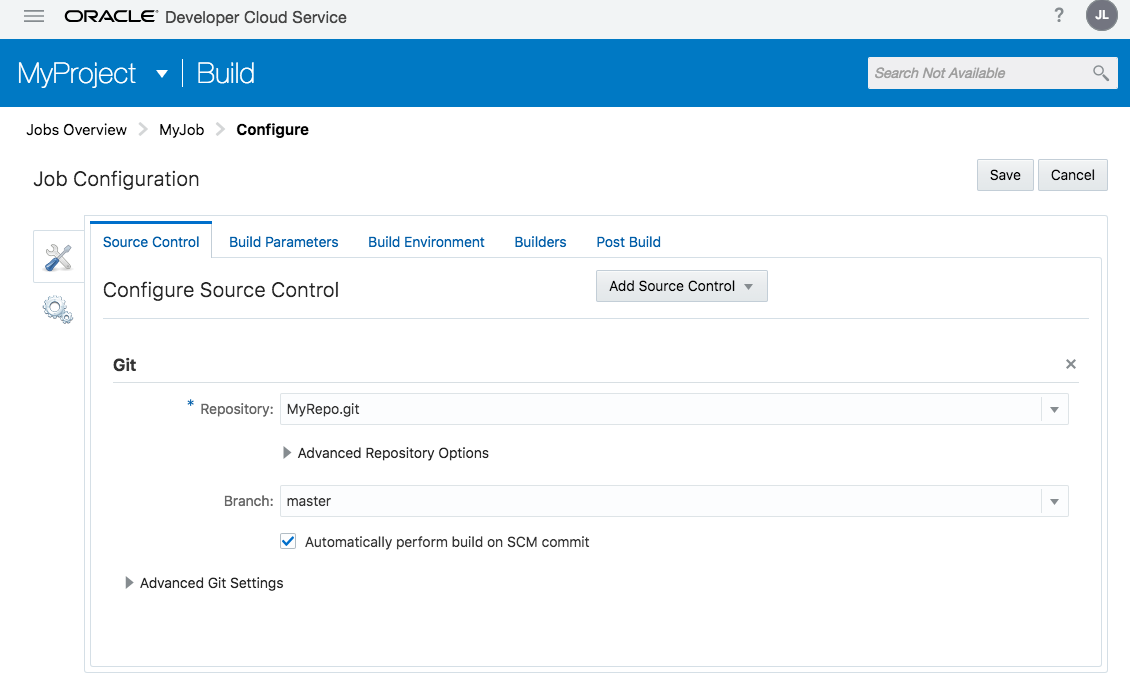 ORACLE® Developer Cloud Service ? JL
MyProject Build Search Not Available
Jobs Overview MyJob Configure
Job Configuration Save Cancel
Source Control Build Parameters Build Environment Builders Post Build
Configure Source Control Add Source Control
Git
* Repository: MyRepo.git
Advanced Repository Options
Branch: master
Automatically perform build on SCM commit
Advanced Git Settings